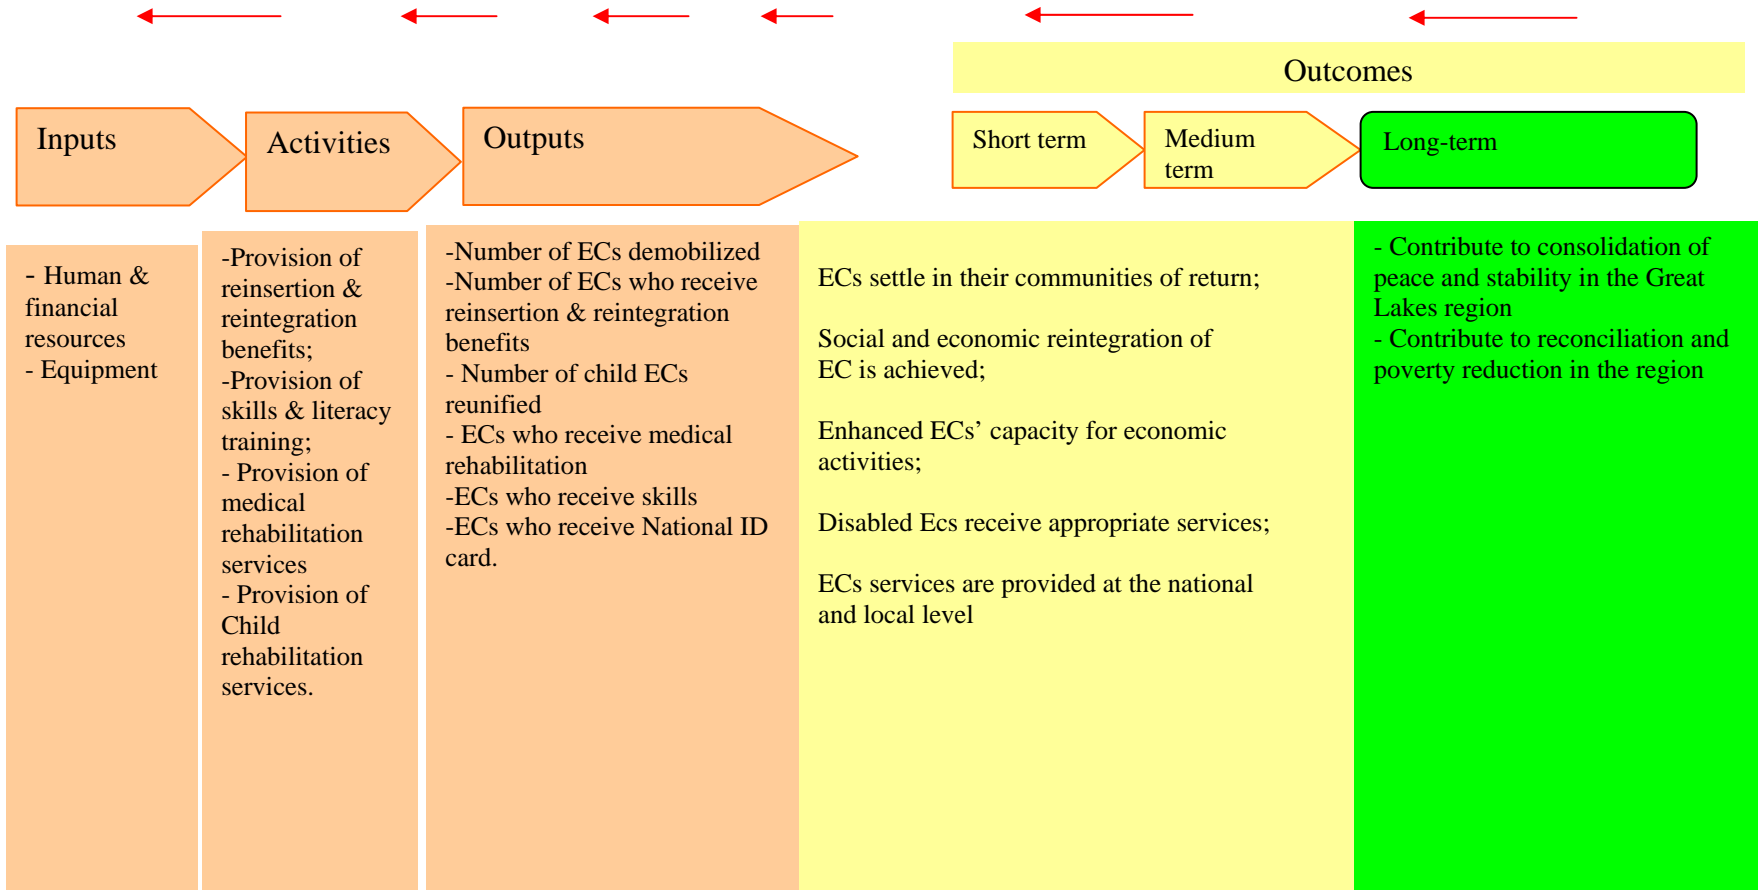 Outcomes
Inputs
Activities
Outputs
Short term
Medium
term
Long-term
- Human &
financial
resources
- Equipment
-Provision of
reinsertion &
reintegration
benefits;
-Provision of
skills & literacy
training;
- Provision of
medical
rehabilitation
services
- Provision of
Child
rehabilitation
services.
-Number of ECs demobilized
-Number of ECs who receive
reinsertion & reintegration
benefits
- Number of child ECs
reunified
- ECs who receive medical
rehabilitation
-ECs who receive skills
-ECs who receive National ID
card.
ECs settle in their communities of return;
Social and economic reintegration of
EC is achieved;
Enhanced ECs’ capacity for economic
activities;
Disabled Ecs receive appropriate services;
ECs services are provided at the national
and local level
- Contribute to consolidation of
peace and stability in the Great
Lakes region
- Contribute to reconciliation and
poverty reduction in the region